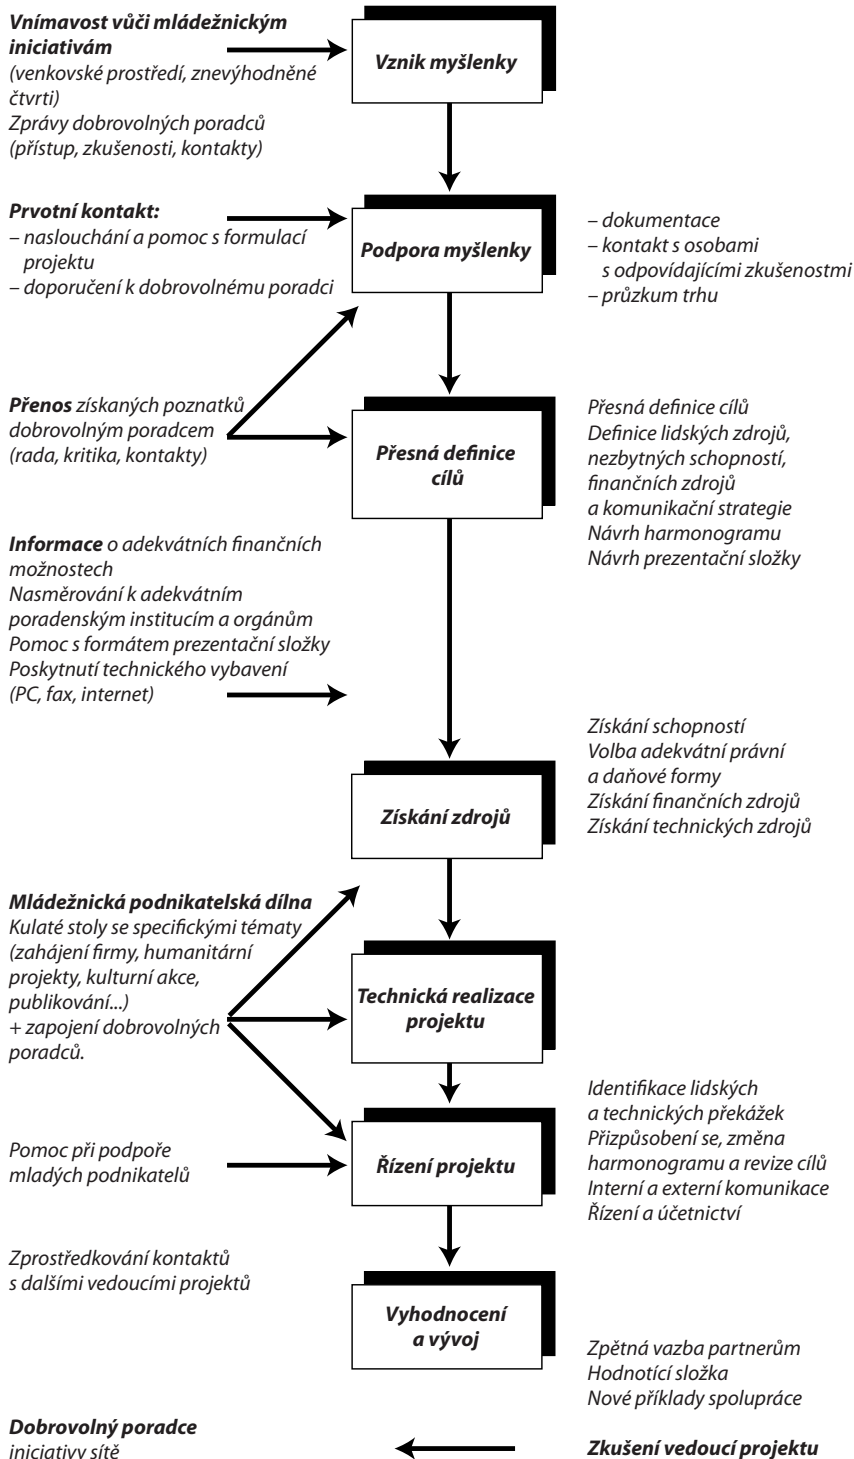 Vnímavost vůči mládežnickým
iniciativám
(venkovské prostředí, znevýhodněné
čtvrti)
Zprávy dobrovolných poradců
(přístup, zkušenosti, kontakty)
Vznik myšlenky
Prvotní kontakt:
– naslouchání a pomoc s formulací
projektu
– doporučení k dobrovolnému poradci
Podpora myšlenky
– dokumentace
– kontakt s osobami
s odpovídajícími zkušenostmi
– průzkum trhu
Přenos získaných poznatků
dobrovolným poradcem
(rada, kritika, kontakty)
Přesná definice
cílů
Přesná definice cílů
Definice lidských zdrojů,
nezbytných schopností,
finančních zdrojů
a komunikační strategie
Návrh harmonogramu
Návrh prezentační složky
Informace o adekvátních finančních
možnostech
Nasměrování k adekvátním
poradenským institucím a orgánům
Pomoc s formátem prezentační složky
Poskytnutí technického vybavení
(PC, fax, internet)
Získání zdrojů
Získání schopností
Volba adekvátní právní
a daňové formy
Získání finančních zdrojů
Získání technických zdrojů
Mládežnická podnikatelská dílna
Kulaté stoly se specifickými tématy
(zahájení firmy, humanitární
projekty, kulturní akce,
publikování...)
+ zapojení dobrovolných
poradců.
Technická realizace
projektu
Pomoc při podpoře
mladých podnikatelů
Řízení projektu
Identifikace lidských
a technických překážek
Přizpůsobení se, změna
harmonogramu a revize cílů
Interní a externí komunikace
Řízení a účetnictví
Zprostředkování kontaktů
s dalšími vedoucími projektů
Vyhodnocení
a vývoj
Zpětná vazba partnerům
Hodnotící složka
Nové příklady spolupráce
Dobrovolný poradce
iniciativy sítě
Zkušení vedoucí projektu